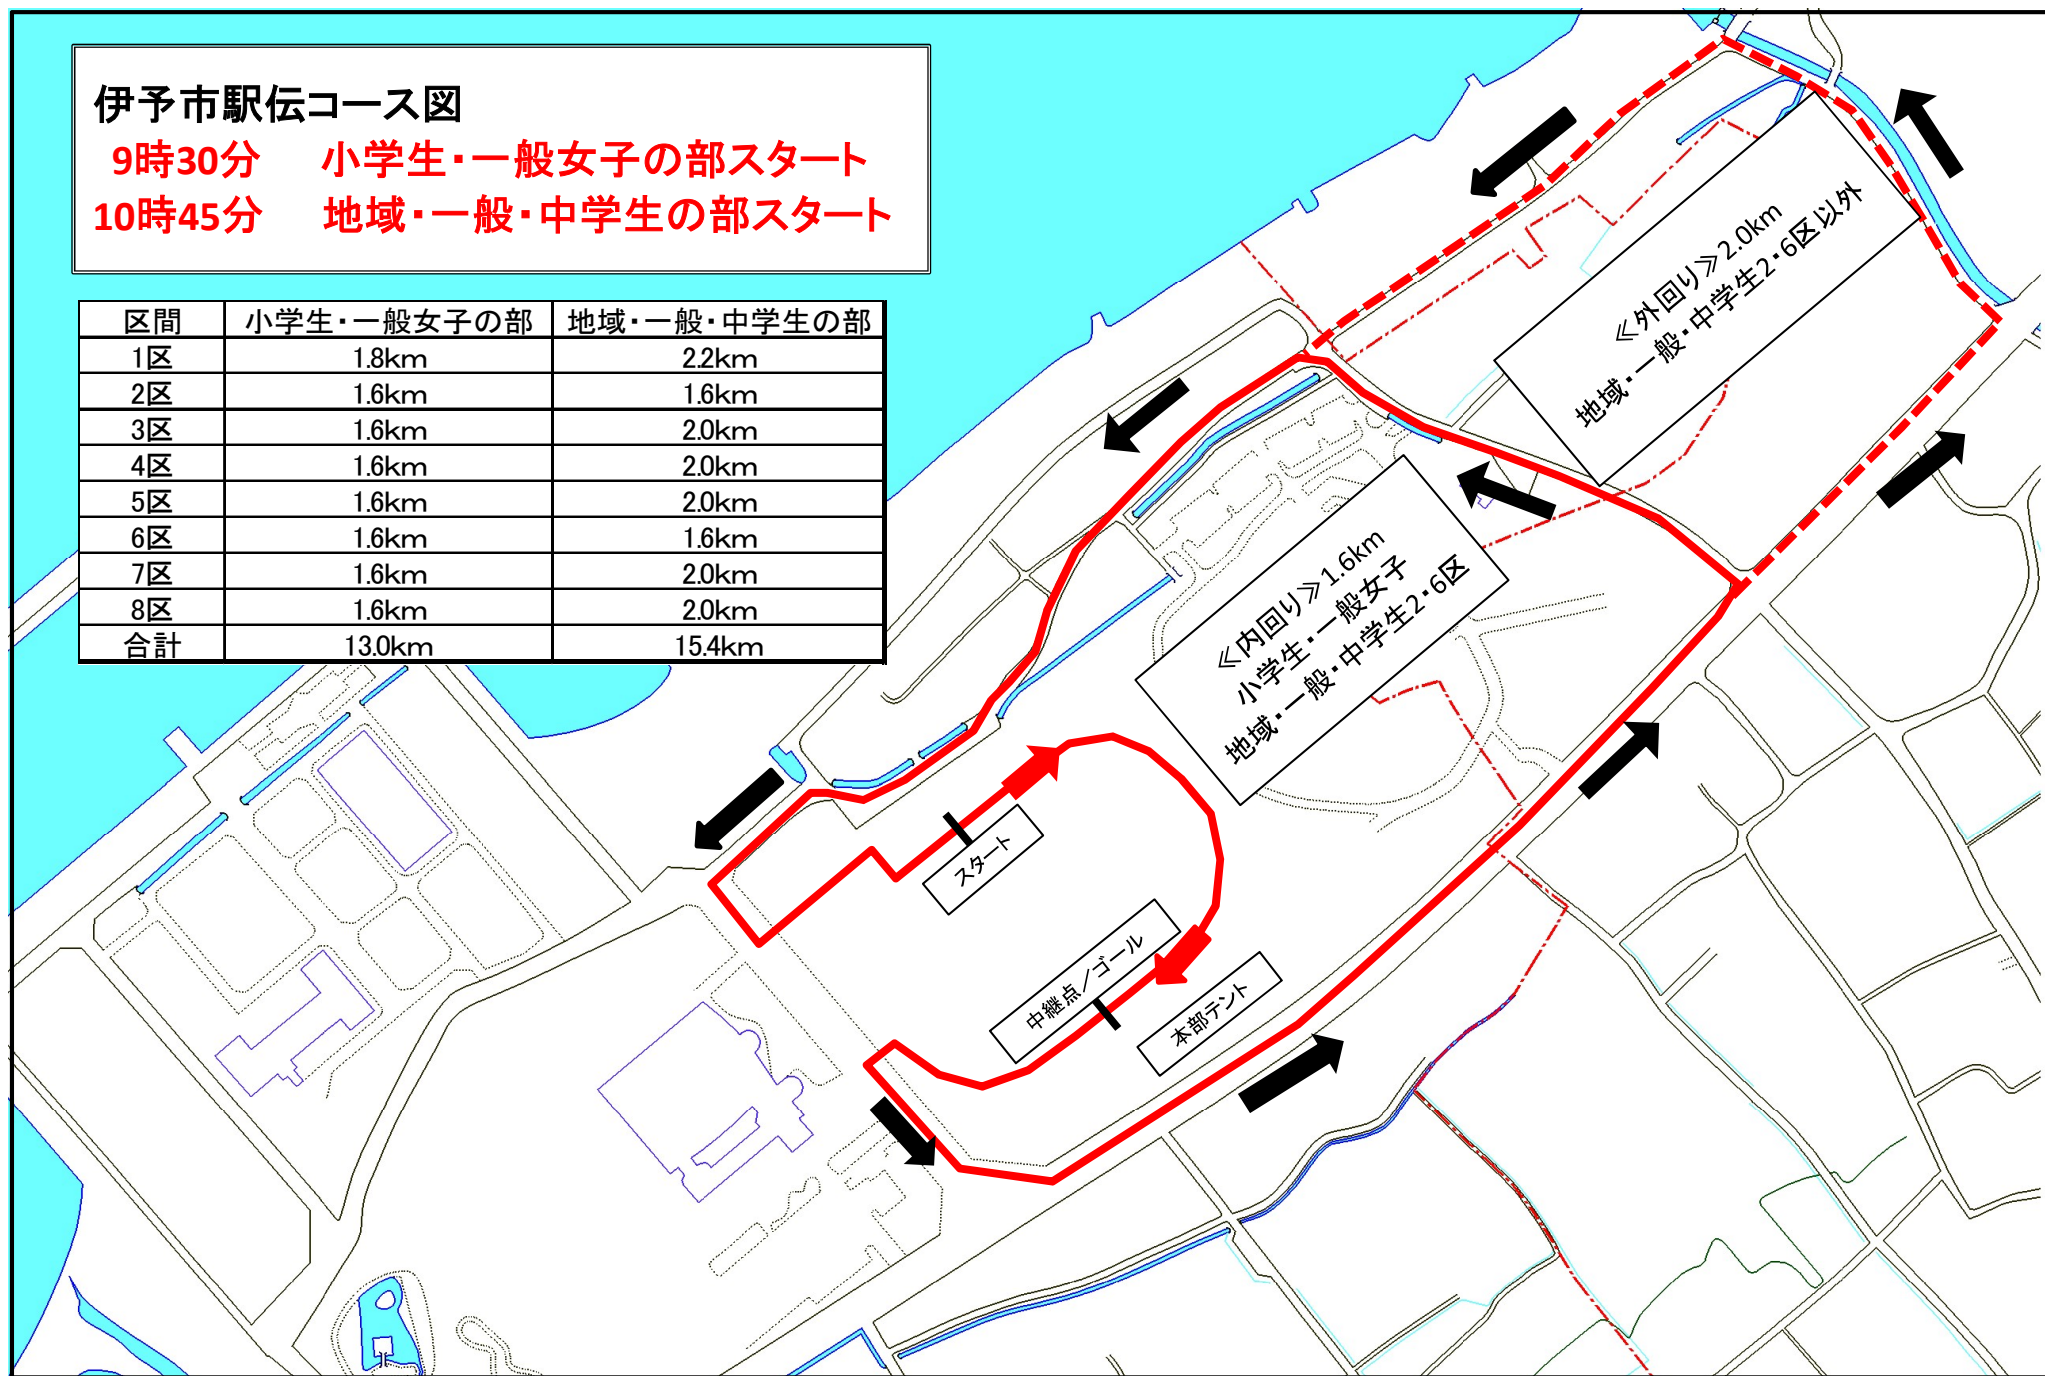 伊予市駅伝コース図
9時30分 小学生・一般女子の部スタート
10時45分 地域・一般・中学生の部スタート
区間 小学生・一般女子の部 地域・一般・中学生の部
1区 1.8km 2.2km
2区 1.6km 1.6km
3区 1.6km 2.0km
4区 1.6km 2.0km
5区 1.6km 2.0km
6区 1.6km 1.6km
7区 1.6km 2.0km
8区 1.6km 2.0km
合計 13.0km 15.4km
≪外回り≫2.0km
地域・一般・中学生2・6区以外
≪内回り≫1.6km
小学生・一般女子
地域・一般・中学生2・6区
スタート
中継点／ゴール
本部テント